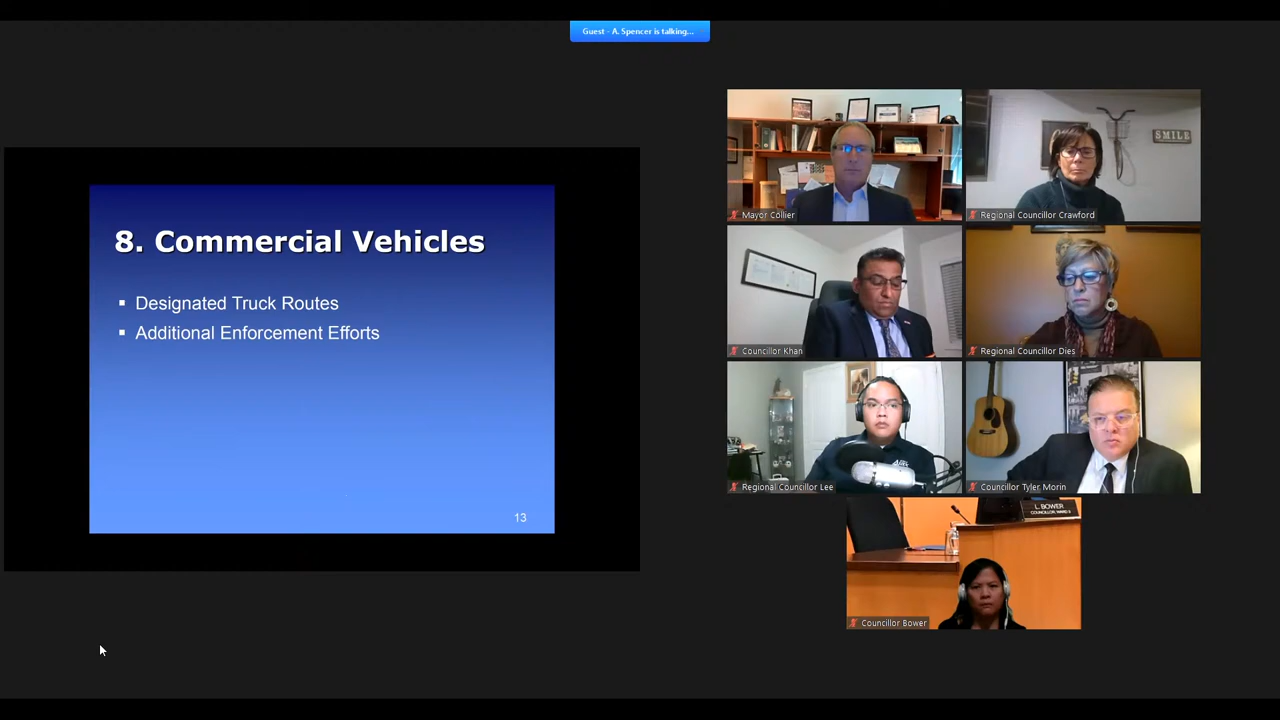 Guest - A. Spencer is talking...
8. Commercial Vehicles
▪ Designated Truck Routes
▪ Additional Enforcement Efforts
13
Mayor Collier
SMILE
Regional Councillor Crawford
Councillor Khan
Regional Councillor Dies
Regional Councillor Lee
Councillor Tyler Morin
L. BOWER
Councillor Bower